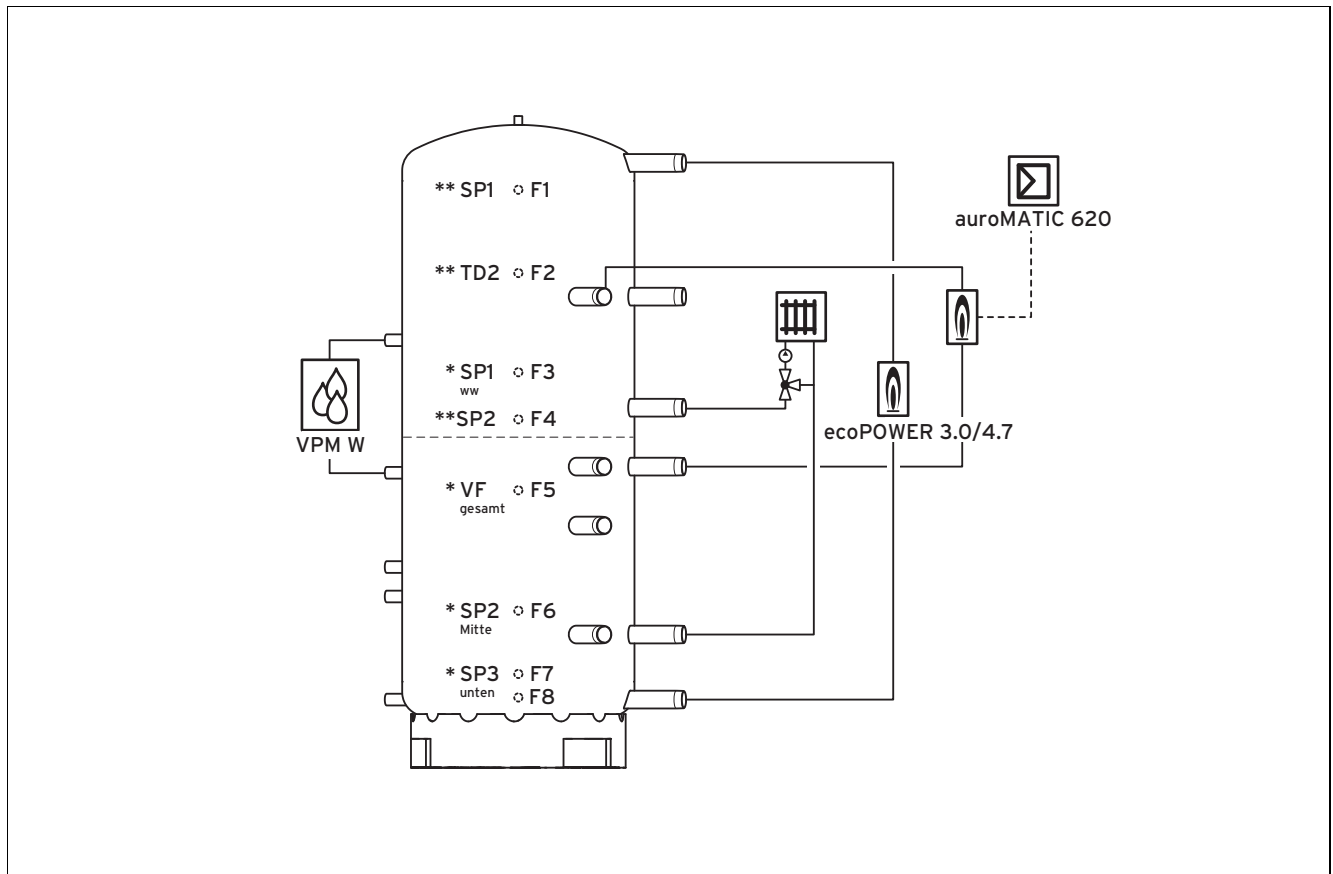 ** SP1 F1
auroMATIC 620
** TD2 F2
* SP1 F3
ww
**SP2 F4
ecoPOWER 3.0/4.7
VPM W
* VF F5
gesamt
* SP2 F6
Mitte
* SP3 F7
unten
F8